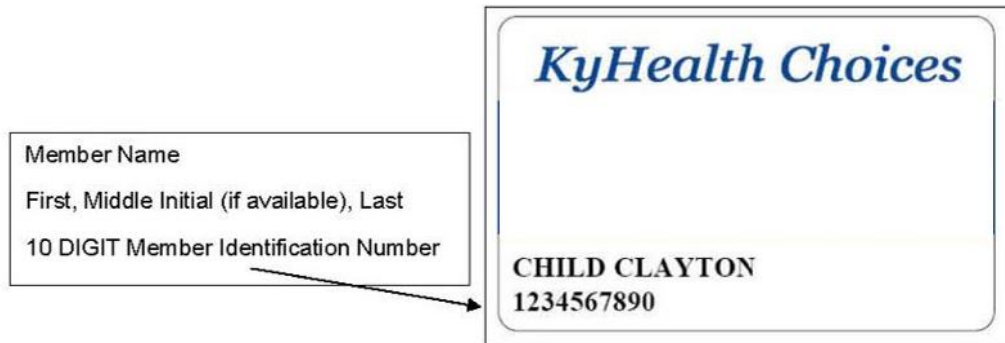 KyHealth Choices
Member Name
First, Middle Initial (if available), Last
10 DIGIT Member Identification Number
CHILD CLAYTON
1234567890